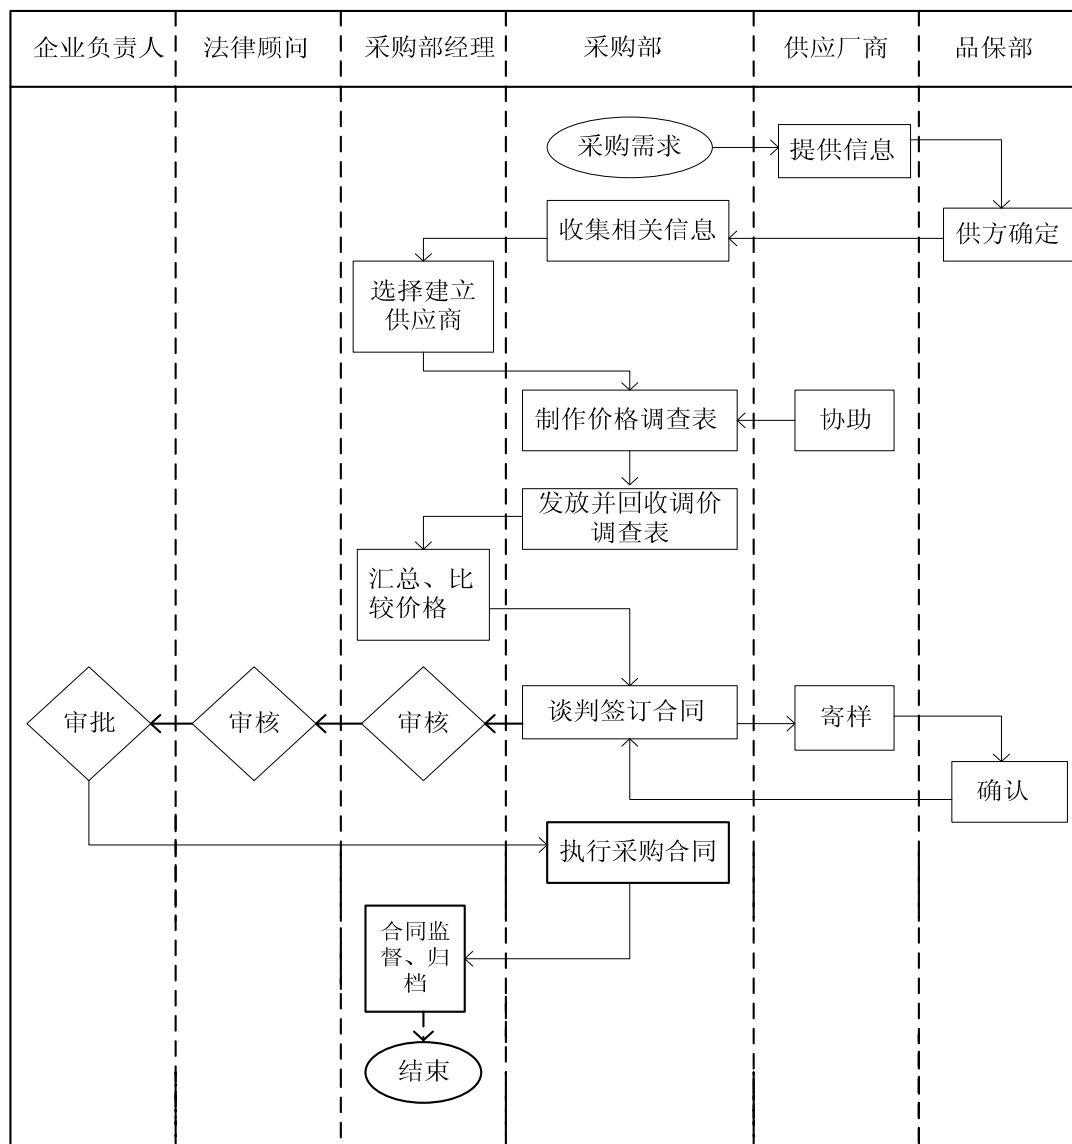 企业负责人
法律顾问
采购部经理
采购部
供应厂商
品保部
采购需求
提供信息
收集相关信息
供方确定
选择建立
供应商
制作价格调查表
协助
发放并回收调价
调查表
汇总、比
较价格
审批
审核
审核
谈判签订合同
寄样
确认
执行采购合同
合同监
督、归
档
结束